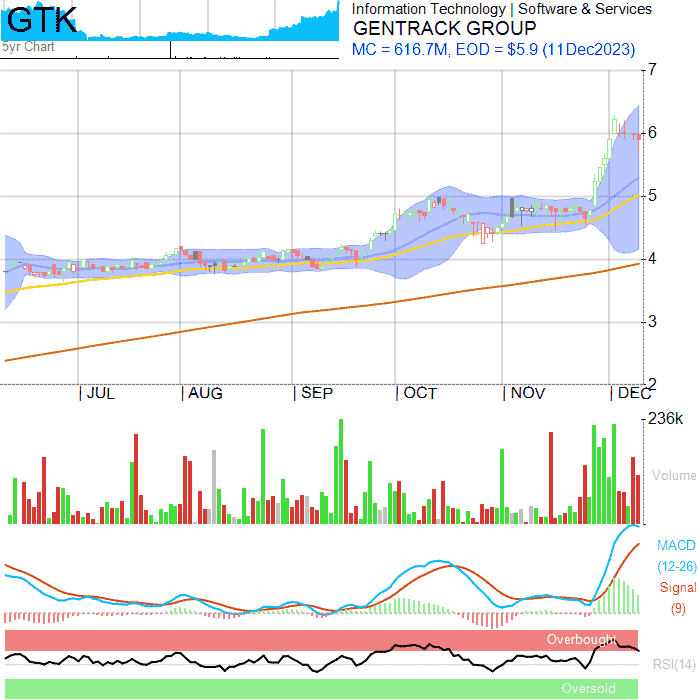 GTK
5yr Chart
Information Technology | Software & Services
GENTRACK GROUP
MC = 616.7M, EOD = $5.9 (11Dec2023)
7
6
5
4
3
2
JUL
AUG
SEP
OCT
NOV
DEC
236k
Volume
MACD
(12-26)
Signal
(9)
Overbought
RSI(14)
Oversold